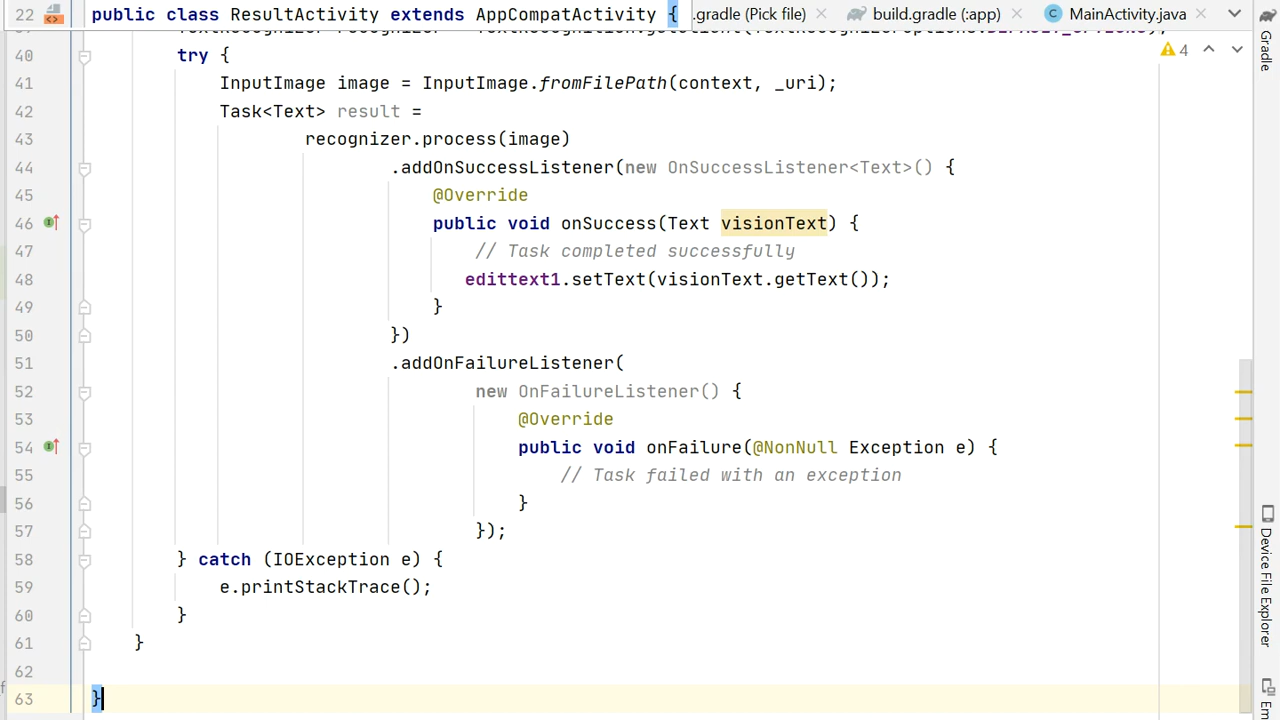 22 public class ResultActivity extends AppCompatActivity {
.gradle (Pick file)
build.gradle (:app)
MainActivity.java
Gradle
4
40 try {
41 InputImage image = InputImage.fromFilePath(context, _uri);
42 Task<Text> result =
43 recognizer.process(image)
44 .addOnSuccessListener(new OnSuccessListener<Text>() {
45 @Override
46 public void onSuccess(Text visionText) {
47 // Task completed successfully
48 edittext1.setText(visionText.getText());
49 }
50 })
51 .addOnFailureListener(
52 new OnFailureListener() {
53 @Override
54 public void onFailure(@NonNull Exception e) {
55 // Task failed with an exception
56 }
57 });
58 } catch (IOException e) {
59 e.printStackTrace();
60 }
61 }
62
63 }
Device File Explorer
Em